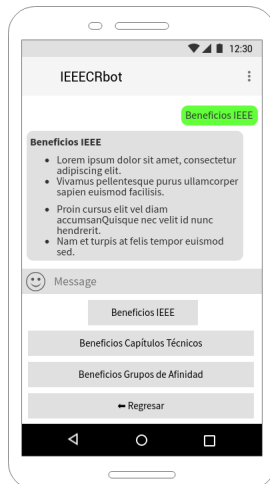 12:30
IEEECRbot
Beneficios IEEE
Beneficios IEEE
• Lorem ipsum dolor sit amet, consectetur
adipiscing elit.
• Vivamus pellentesque purus ullamcorper
sapien euismod facilisis.
• Proin cursus elit vel diam
accumsanQuisque nec velit id nunc
hendrerit.
• Nam et turpis at felis tempor euismod
sed.
Message
Beneficios IEEE
Beneficios Capítulos Técnicos
Beneficios Grupos de Afinidad
⬅ Regresar